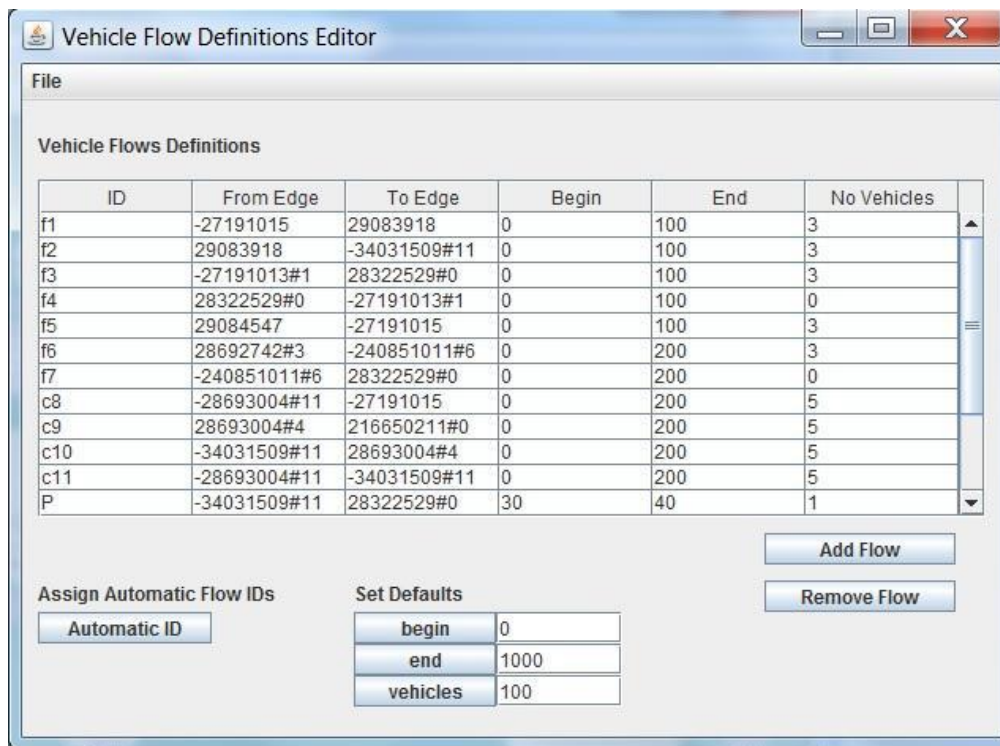 Vehicle Flow Definitions Editor
File
Vehicle Flows Definitions
ID From Edge To Edge Begin End No Vehicles
f1 -27191015 29083918 0 100 3
f2 29083918 -34031509#11 0 100 3
f3 -27191013#1 28322529#0 0 100 3
f4 28322529#0 -27191013#1 0 100 0
f5 29084547 -27191015 0 100 3
f6 28692742#3 -240851011#6 0 200 3
f7 -240851011#6 28322529#0 0 200 0
c8 -28693004#11 -27191015 0 200 5
c9 28693004#4 216650211#0 0 200 5
c10 -34031509#11 28693004#4 0 200 5
c11 -28693004#11 -34031509#11 0 200 5
P -34031509#11 28322529#0 30 40 1
Add Flow
Assign Automatic Flow IDs Set Defaults Remove Flow
Automatic ID begin 0
end 1000
vehicles 100